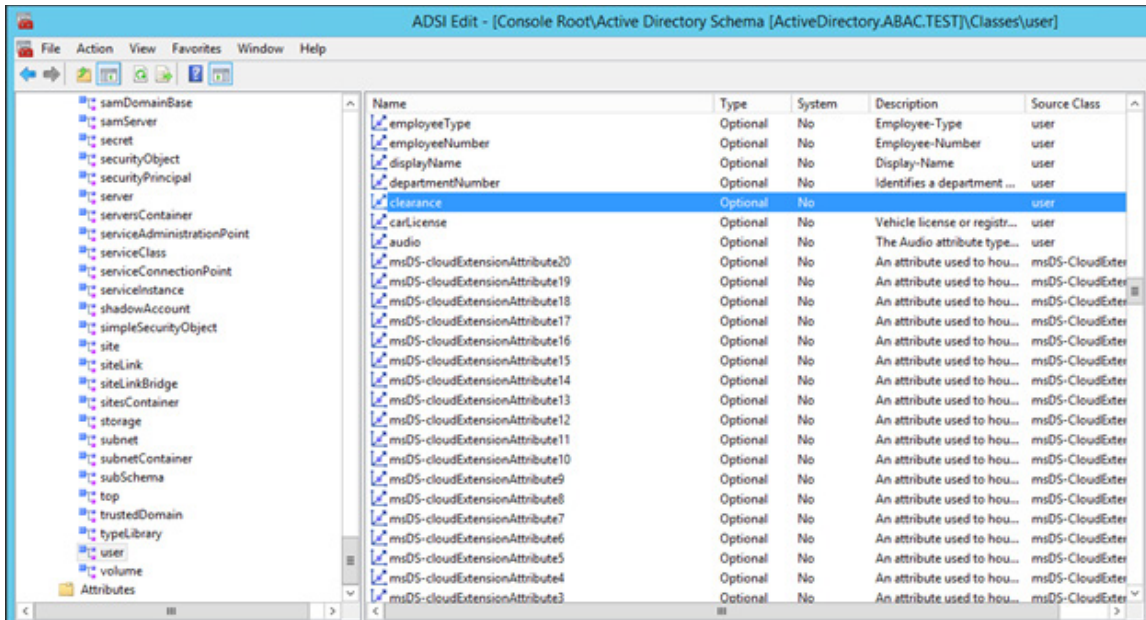 ADSI Edit - [Console Root\Active Directory Schema [ActiveDirectory.ABAC.TEST]\Classes\user]
File Action View Favorites Window Help
samDomainBase
samServer
secret
securityObject
securityPrincipal
server
serversContainer
serviceAdministrationPoint
serviceClass
serviceConnectionPoint
serviceInstance
shadowAccount
simpleSecurityObject
site
siteLink
siteLinkBridge
sitesContainer
storage
subnet
subnetContainer
subSchema
top
trustedDomain
typeLibrary
user
volume
Attributes
Name Type System Description Source Class
employeeType Optional No Employee-Type user
employeeNumber Optional No Employee-Number user
displayName Optional No Display-Name user
departmentNumber Optional No Identifies a department ... user
clearance Optional No user
carLicense Optional No Vehicle license or registr... user
audio Optional No The Audio attribute type... user
msDS-cloudExtensionAttribute20 Optional No An attribute used to hou... msDS-CloudExter
msDS-cloudExtensionAttribute19 Optional No An attribute used to hou... msDS-CloudExter
msDS-cloudExtensionAttribute18 Optional No An attribute used to hou... msDS-CloudExter
msDS-cloudExtensionAttribute17 Optional No An attribute used to hou... msDS-CloudExter
msDS-cloudExtensionAttribute16 Optional No An attribute used to hou... msDS-CloudExter
msDS-cloudExtensionAttribute15 Optional No An attribute used to hou... msDS-CloudExter
msDS-cloudExtensionAttribute14 Optional No An attribute used to hou... msDS-CloudExter
msDS-cloudExtensionAttribute13 Optional No An attribute used to hou... msDS-CloudExter
msDS-cloudExtensionAttribute12 Optional No An attribute used to hou... msDS-CloudExter
msDS-cloudExtensionAttribute11 Optional No An attribute used to hou... msDS-CloudExter
msDS-cloudExtensionAttribute10 Optional No An attribute used to hou... msDS-CloudExter
msDS-cloudExtensionAttribute9 Optional No An attribute used to hou... msDS-CloudExter
msDS-cloudExtensionAttribute8 Optional No An attribute used to hou... msDS-CloudExter
msDS-cloudExtensionAttribute7 Optional No An attribute used to hou... msDS-CloudExter
msDS-cloudExtensionAttribute6 Optional No An attribute used to hou... msDS-CloudExter
msDS-cloudExtensionAttribute5 Optional No An attribute used to hou... msDS-CloudExter
msDS-cloudExtensionAttribute4 Optional No An attribute used to hou... msDS-CloudExter
msDS-cloudExtensionAttribute3 Optional No An attribute used to hou... msDS-CloudExter